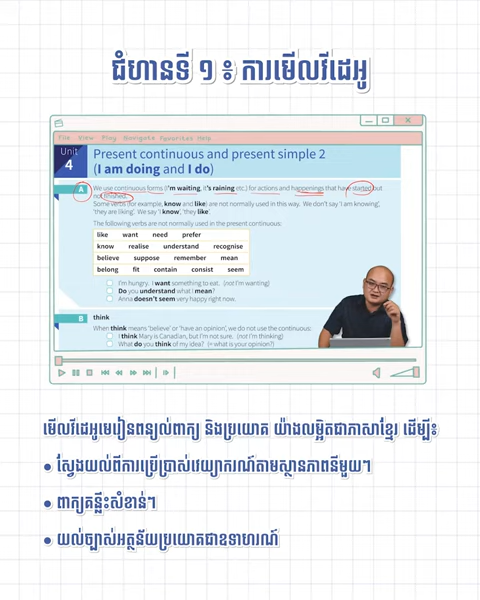 ជំហានទី ១ ៖ ការមើលវីដេអូ
File View Play Navigate Favorites Help
Unit
4
Present continuous and present simple 2
(I am doing and I do)
A
We use continuous forms (I'm waiting, it's raining etc.) for actions and happenings that have started but
not finished.
Some verbs (for example, know and like) are not normally used in this way. We don't say 'I am knowing',
'they are liking'. We say 'I know', 'they like'.
The following verbs are not normally used in the present continuous:
like want need prefer
know realise understand recognise
believe suppose remember mean
belong fit contain consist seem
I'm hungry. I want something to eat. (not I'm wanting)
Do you understand what I mean?
Anna doesn't seem very happy right now.
B
think
When think means 'believe' or 'have an opinion', we do not use the continuous:
I think Mary is Canadian, but I'm not sure. (not I'm thinking)
What do you think of my idea? (= what is your opinion?)
មើលវីដេអូមេរៀនពន្យល់ពាក្យ និងប្រយោគ យ៉ាងលម្អិតជាភាសាខ្មែរ ដើម្បី៖
• ស្វែងយល់ពីការប្រើប្រាស់វេយ្យាករណ៍តាមស្ថានភាពនីមួយៗ
• ពាក្យគន្លឹះសំខាន់ៗ
• យល់ច្បាស់អត្ថន័យប្រយោគជាឧទាហរណ៍